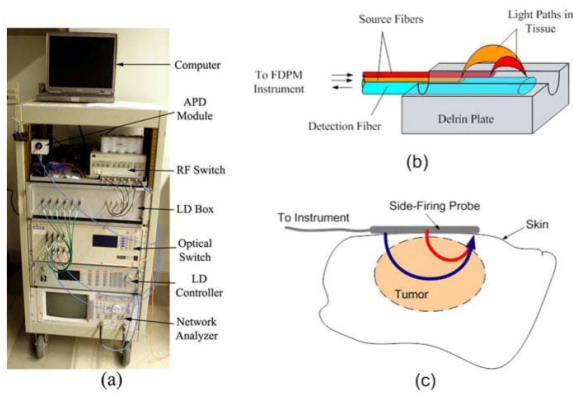 Computer
APD
Module
RF Switch
LD Box
Optical
Switch
LD
Controller
Network
Analyzer
(a)
Source Fibers
Light Paths in
Tissue
To FDPM
Instrument
Detection Fiber
Delrin Plate
(b)
Side-Firing Probe
To Instrument
Skin
Tumor
(c)